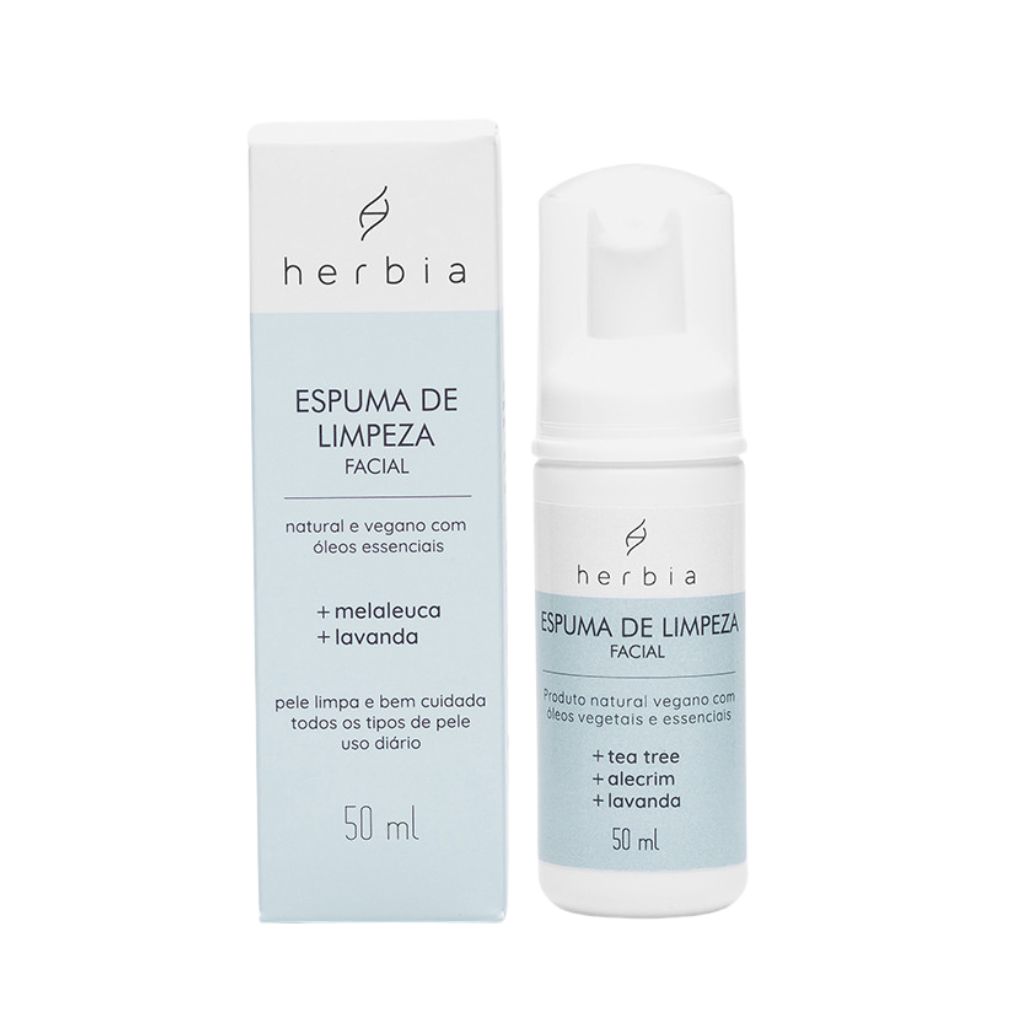 herbia
ESPUMA DE
LIMPEZA
FACIAL
natural e vegano com
óleos essenciais
+melaleuca
+lavanda
pele limpa e bem cuidada
todos os tipos de pele
uso diário
50 ml
herbia
ESPUMA DE LIMPEZA
FACIAL
Produto natural vegano com
óleos vegetais e essenciais
+tea tree
+alecrim
+lavanda
50 ml